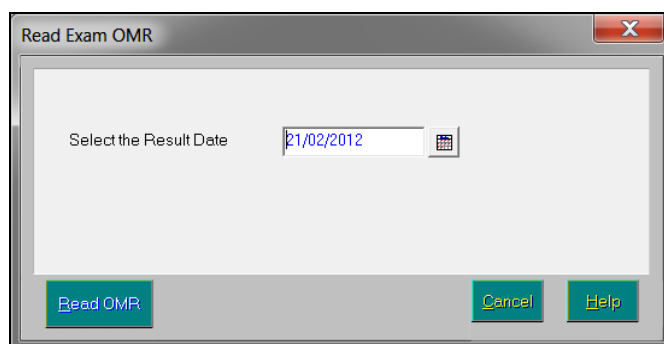 Read Exam OMR
Select the Result Date 21/02/2012
Read OMR Cancel Help